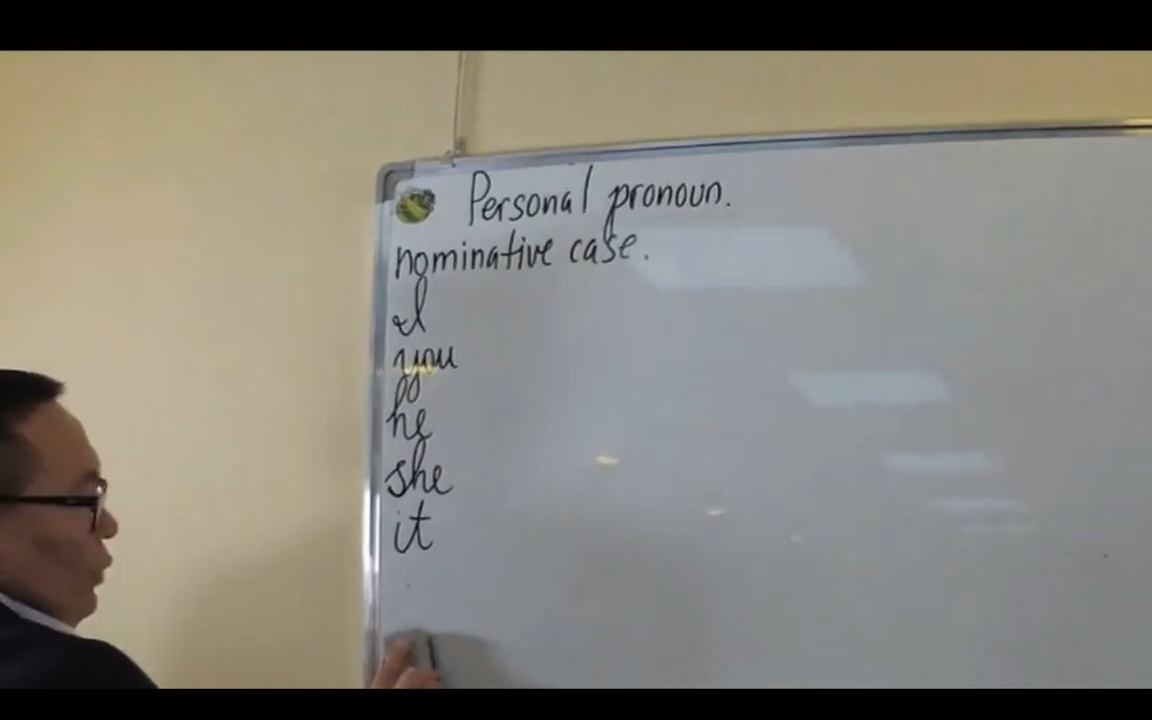 Personal pronoun.
nominative case.
I
you
he
she
it